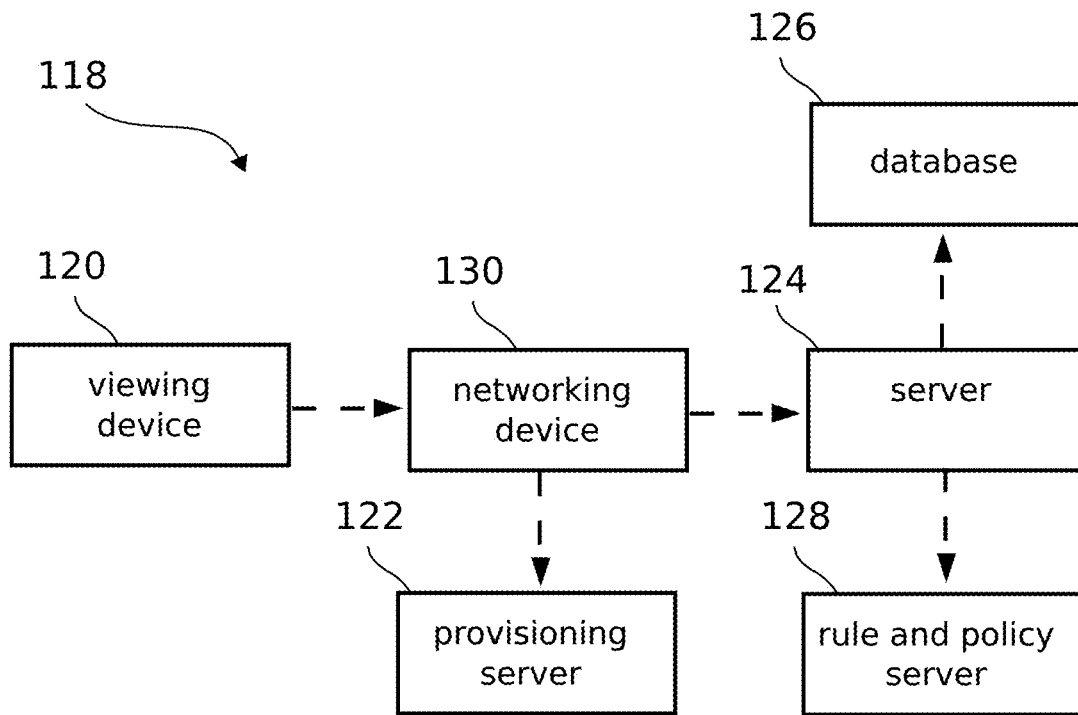 126
118
database
120
130
124
viewing
device
networking
device
server
122
128
provisioning
server
rule and policy
server